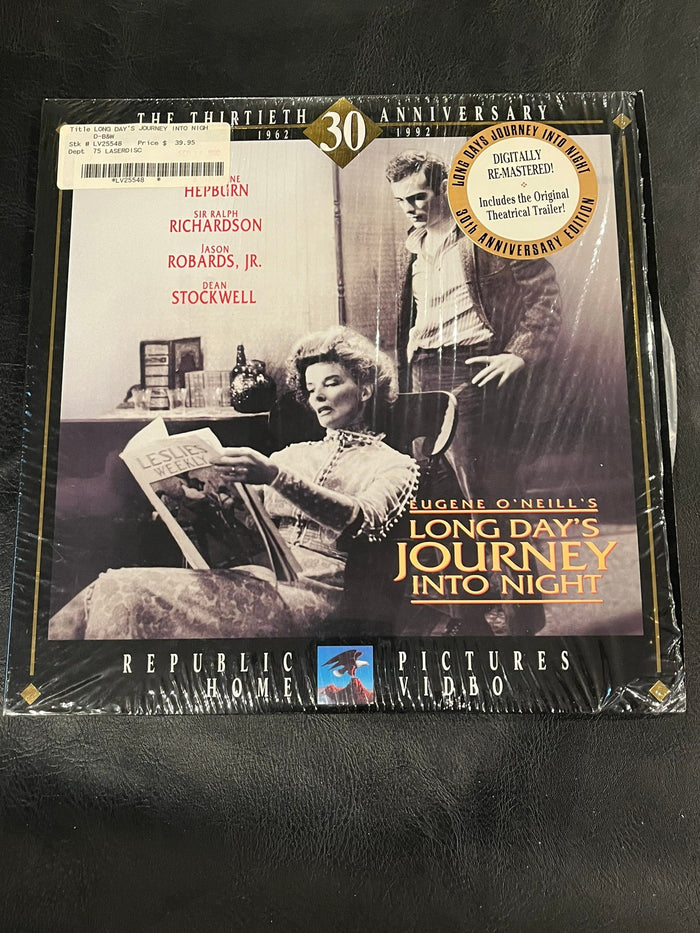 THE THIRTIETH 30 ANNIVERSARY
1962 1992
Title LONG DAY'S JOURNEY INTO NIGH
D-B&W
Stk # LV25548 Price $ 39.95
Dept 75 LASERDISC
*LV25548 *
NE
HEPBURN
SIR RALPH
RICHARDSON
JASON
ROBARDS, JR.
DEAN
STOCKWELL
LONG DAYS JOURNEY INTO NIGHT
DIGITALLY
RE-MASTERED!
Includes the Original
Theatrical Trailer!
30th ANNIVERSARY EDITION
LESLIE'S
WEEKLY
EUGENE O'NEILL'S
LONG DAY'S
JOURNEY
INTO NIGHT
REPUBLIC PICTURES
HOME VIDEO